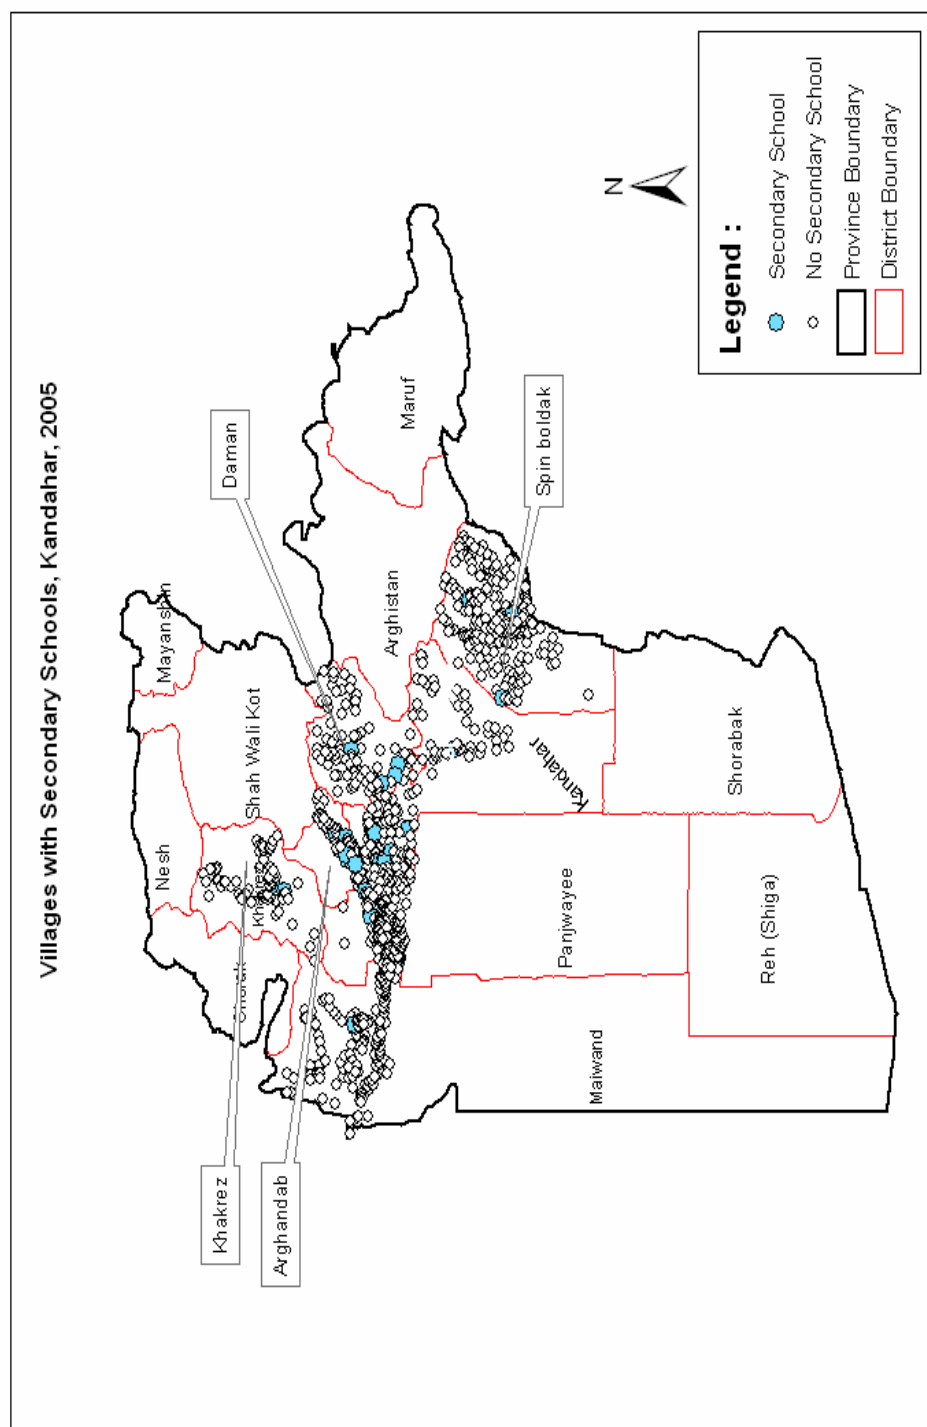 Villages with Secondary Schools, Kandahar, 2005
Nesh
Mayanshin
Khakrez
Daman
Shah Wali Kot
Khakrez
Arghandab
Arghistan
Maruf
Spin boldak
Kandahar
Panjwayee
Maiwand
Shorabak
Reh (Shiga)
N
Legend :
Secondary School
No Secondary School
Province Boundary
District Boundary